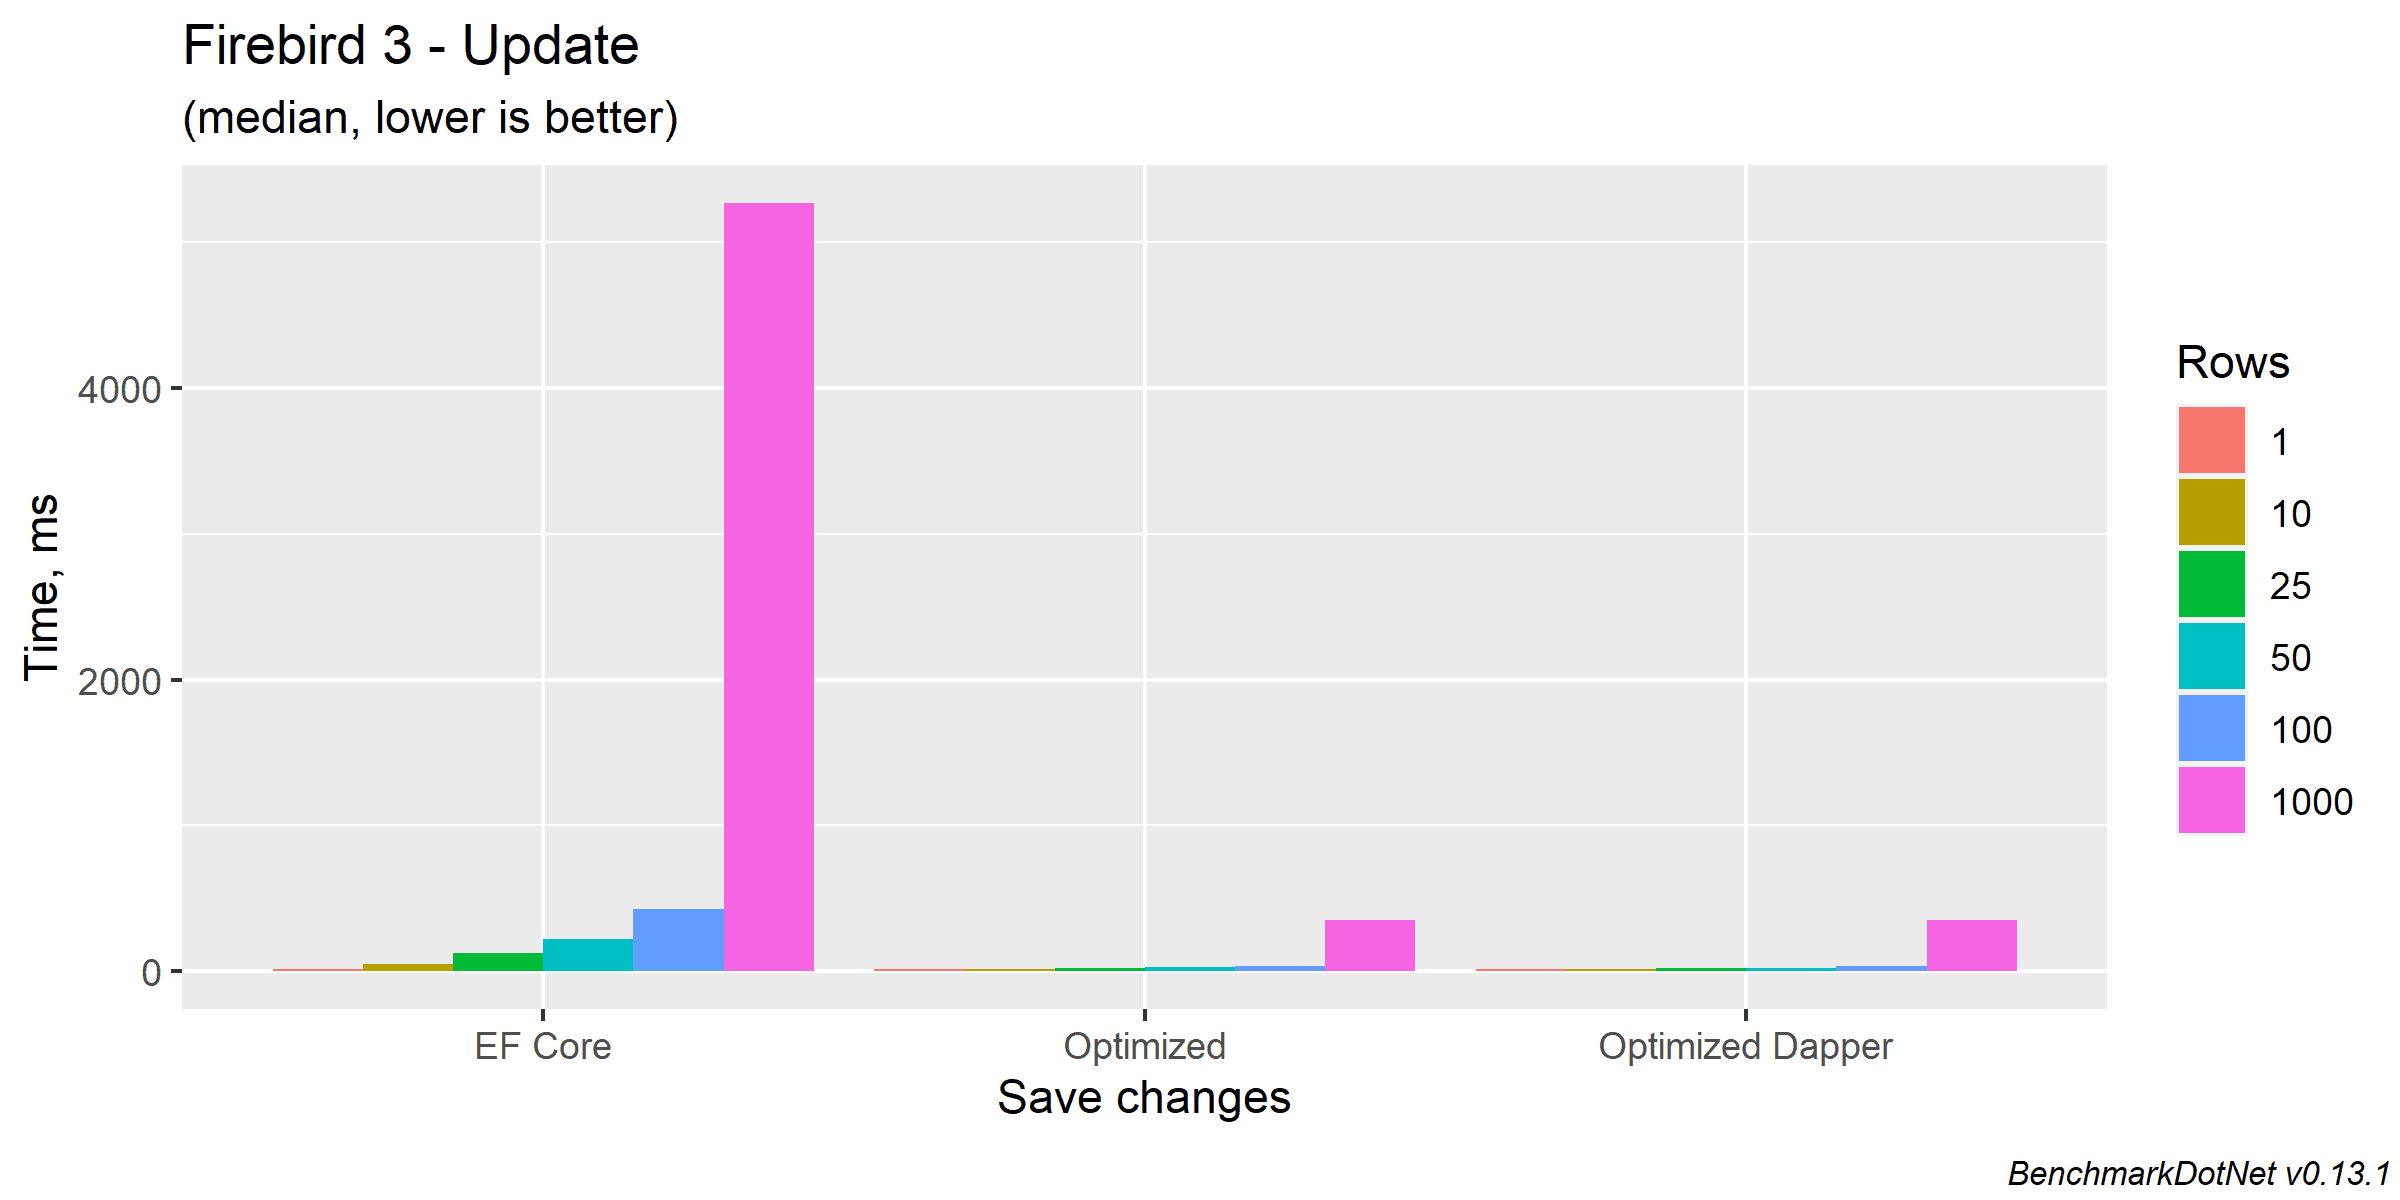 Firebird 3 - Update
(median, lower is better)
Time, ms
4000
2000
0
EF Core
Optimized
Optimized Dapper
Save changes
Rows
1
10
25
50
100
1000
BenchmarkDotNet v0.13.1